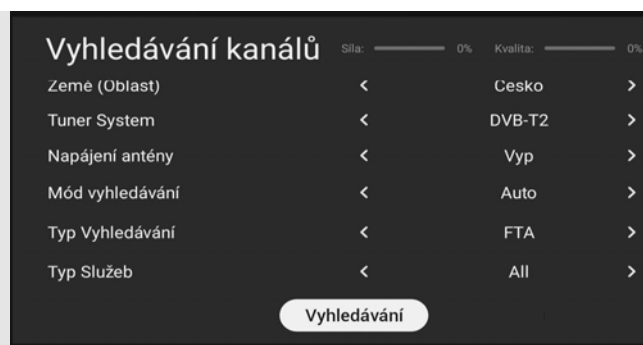 Vyhledávání kanálů Síla: 0% Kvalita: 0%
Země (Oblast) < Česko >
Tuner System < DVB-T2 >
Napájení antény < Vyp >
Mód vyhledávání < Auto >
Typ Vyhledávání < FTA >
Typ Služeb < All >
Vyhledávání